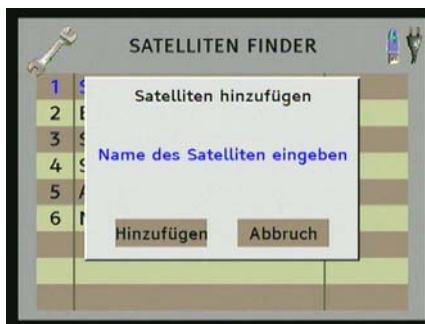 SATELLITEN FINDER
Satelliten hinzufügen
1
2
3
Name des Satelliten eingeben
4
5
6
Hinzufügen Abbruch